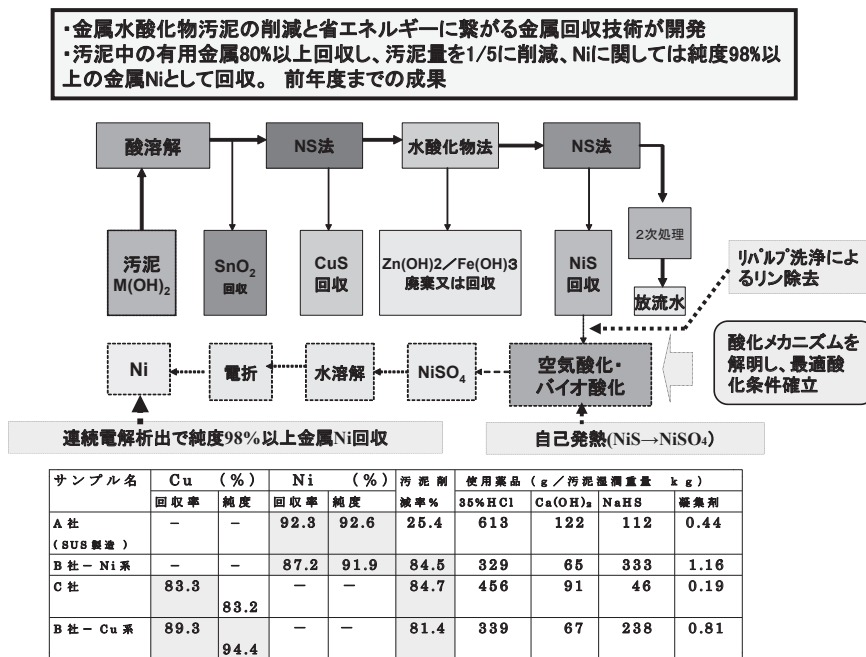 ・金属水酸化物汚泥の削減と省エネルギーに繋がる金属回収技術が開発
・汚泥中の有用金属80%以上回収し、汚泥量を1/5に削減、Niに関しては純度98%以
上の金属Niとして回収。 前年度までの成果
酸溶解
NS法
水酸化物法
NS法
2次処理
汚泥
M(OH)₂
SnO₂
回収
CuS
回収
Zn(OH)2／Fe(OH)3
廃棄又は回収
NiS
回収
放流水
リパルプ洗浄によ
るリン除去
Ni
電折
水溶解
NiSO₄
空気酸化・
バイオ酸化
酸化メカニズムを
解明し、最適酸
化条件確立
連続電解析出で純度98%以上金属Ni回収
自己発熱(NiS→NiSO₄)
サンプル名 Cu (%) Ni (%) 汚泥削 使用薬品 (g／汚泥湿潤重量 kg)
回収率 純度 回収率 純度 減率% 35%HCl Ca(OH)₂ NaHS 凝集剤
A社 － － 92.3 92.6 25.4 613 122 112 0.44
(SUS製造)
B社－Ni系 － － 87.2 91.9 84.5 329 65 333 1.16
C社 83.3 － － 84.7 456 91 46 0.19
83.2
B社－Cu系 89.3 － － 81.4 339 67 238 0.81
94.4